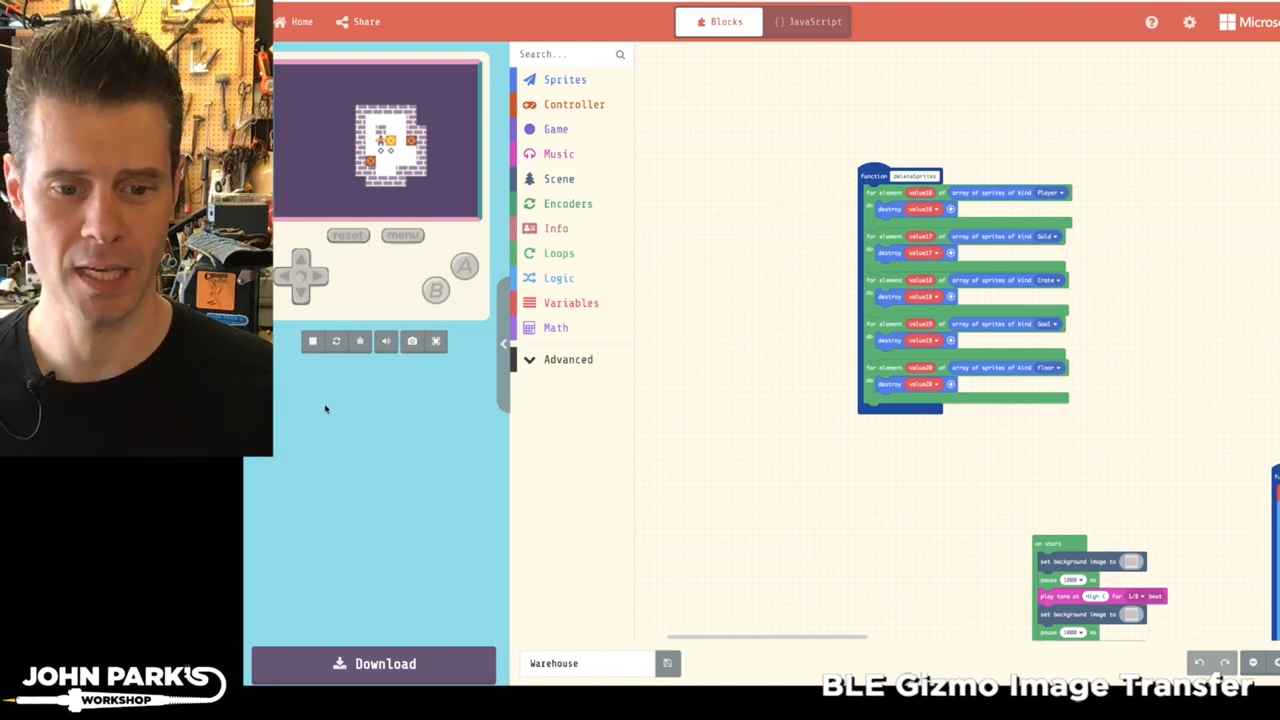 Home
Share
Blocks
{ } JavaScript
Microso
Search...
Sprites
Controller
Game
Music
Scene
Encoders
Info
Loops
Logic
Variables
Math
Advanced
reset
menu
A
B
Download
function deleteSprites
for element value16 of array of sprites of kind Player
do destroy value16
for element value17 of array of sprites of kind Gold
do destroy value17
for element value18 of array of sprites of kind Crate
do destroy value18
for element value19 of array of sprites of kind Goal
do destroy value19
for element value20 of array of sprites of kind Floor
do destroy value20
on start
set background image to
pause 1000 ms
play tone at High C for 1/8 beat
set background image to
pause 1000 ms
Warehouse
JOHN PARK'S
WORKSHOP
BLE Gizmo Image Transfer